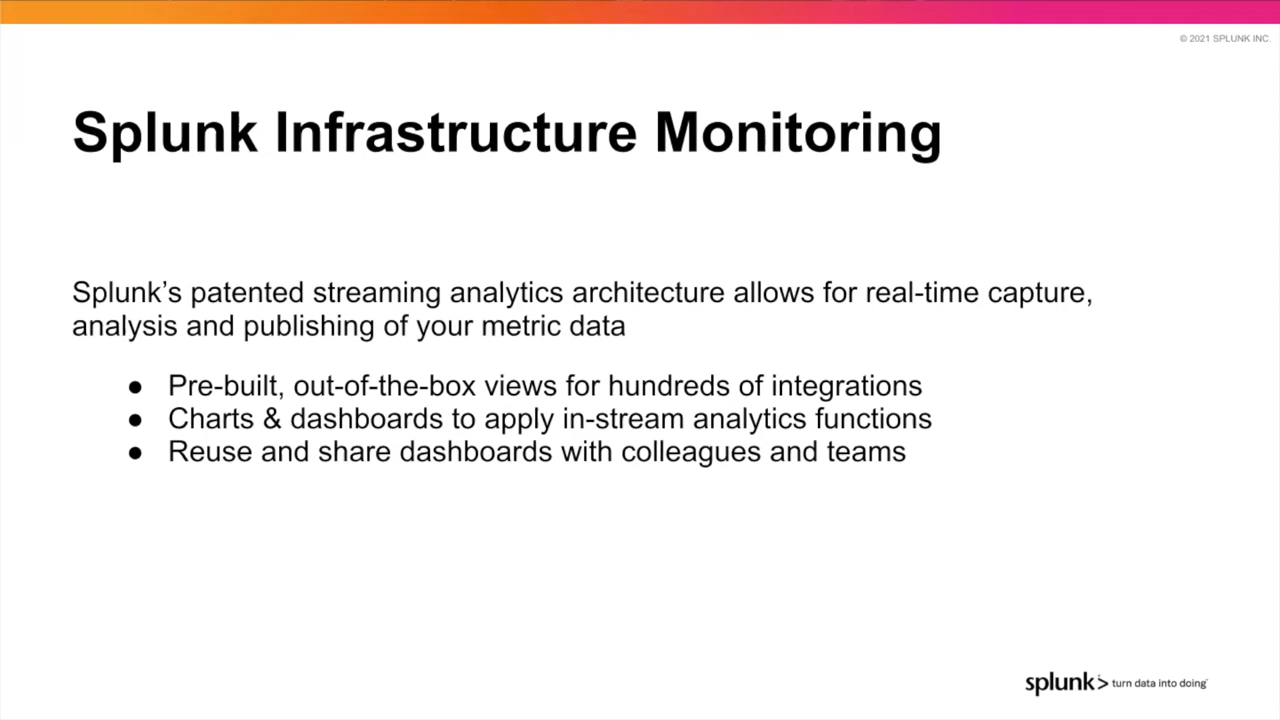 © 2021 SPLUNK INC.
Splunk Infrastructure Monitoring
Splunk’s patented streaming analytics architecture allows for real-time capture,
analysis and publishing of your metric data
● Pre-built, out-of-the-box views for hundreds of integrations
● Charts & dashboards to apply in-stream analytics functions
● Reuse and share dashboards with colleagues and teams
splunk> turn data into doing